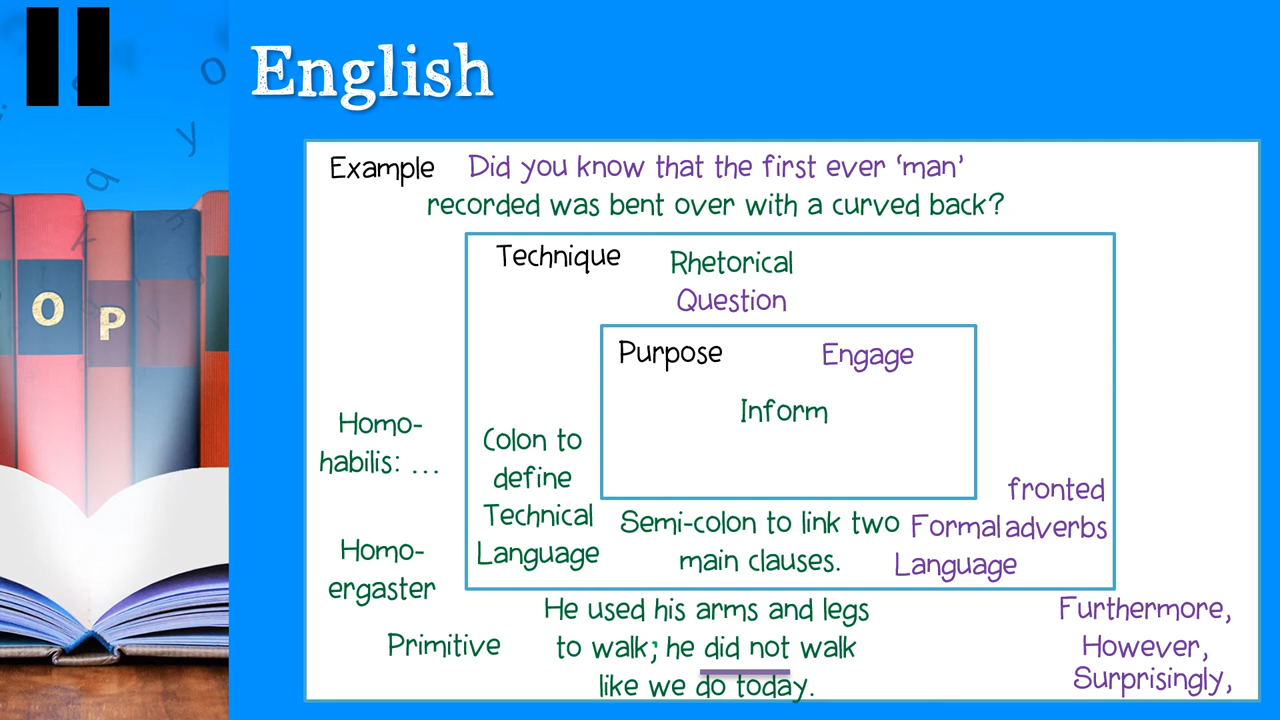 English
Example Did you know that the first ever ‘man’
recorded was bent over with a curved back?
Technique Rhetorical
Question
Purpose Engage
Inform
Homo-
habilis: ...
Colon to
define
Technical
Language
Semi-colon to link two
main clauses.
fronted
Formal adverbs
Language
Homo-
ergaster
Primitive
He used his arms and legs
to walk; he did not walk
like we do today.
Furthermore,
However,
Surprisingly,
O
P
o
y
q
k